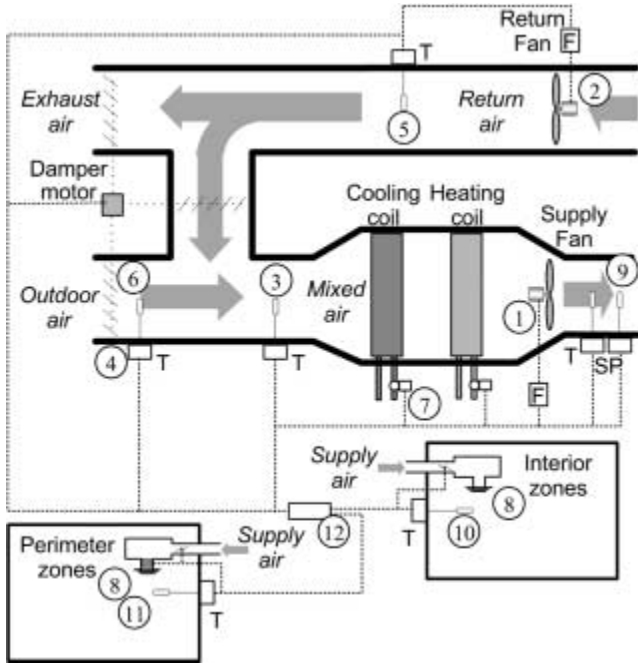 Return
Fan
F
T
Exhaust
air
Return
air
2
5
Damper
motor
Cooling Heating
coil coil
Supply
Fan
6
3
9
Outdoor
air
Mixed
air
1
4
T
T
T
SP
7
F
Supply
air
Interior
zones
8
12
T
10
Perimeter
zones
Supply
air
8
11
T